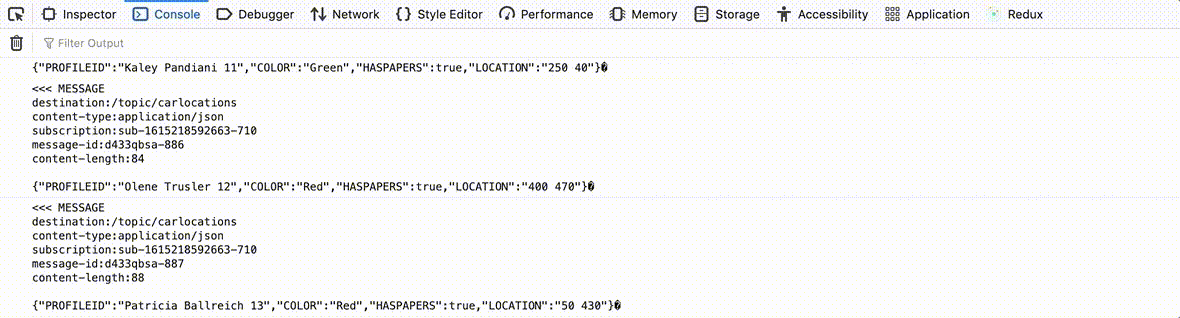 Inspector Console Debugger Network Style Editor Performance Memory Storage Accessibility Application Redux
Filter Output
{"PROFILEID":"Kaley Pandiani 11","COLOR":"Green","HASPAPERS":true,"LOCATION":"250 40"}�
<<< MESSAGE
destination:/topic/carlocations
content-type:application/json
subscription:sub-1615218592663-710
message-id:d433qbsa-886
content-length:84
{"PROFILEID":"Olene Trusler 12","COLOR":"Red","HASPAPERS":true,"LOCATION":"400 470"}�
<<< MESSAGE
destination:/topic/carlocations
content-type:application/json
subscription:sub-1615218592663-710
message-id:d433qbsa-887
content-length:88
{"PROFILEID":"Patricia Ballreich 13","COLOR":"Red","HASPAPERS":true,"LOCATION":"50 430"}�